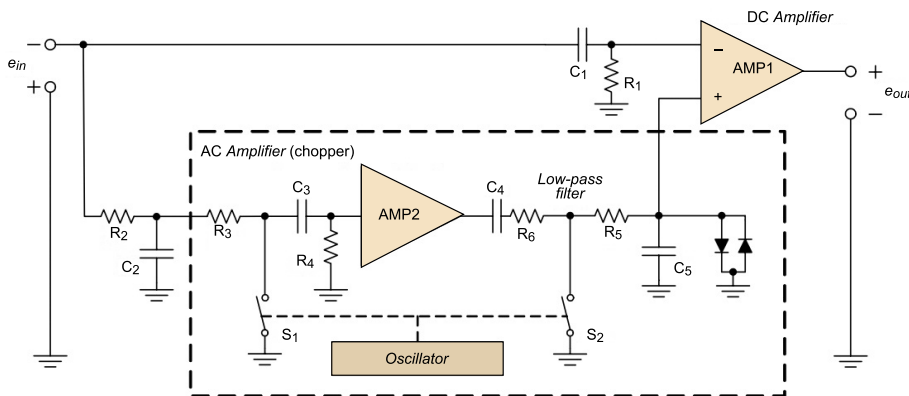 DC Amplifier
−
e_in
+
C1
R1
−
AMP1
+
+
e_out
−
AC Amplifier (chopper)
C3
AMP2
C4
Low-pass
filter
R2
R3
R4
R6
R5
C2
C5
S1
S2
Oscillator